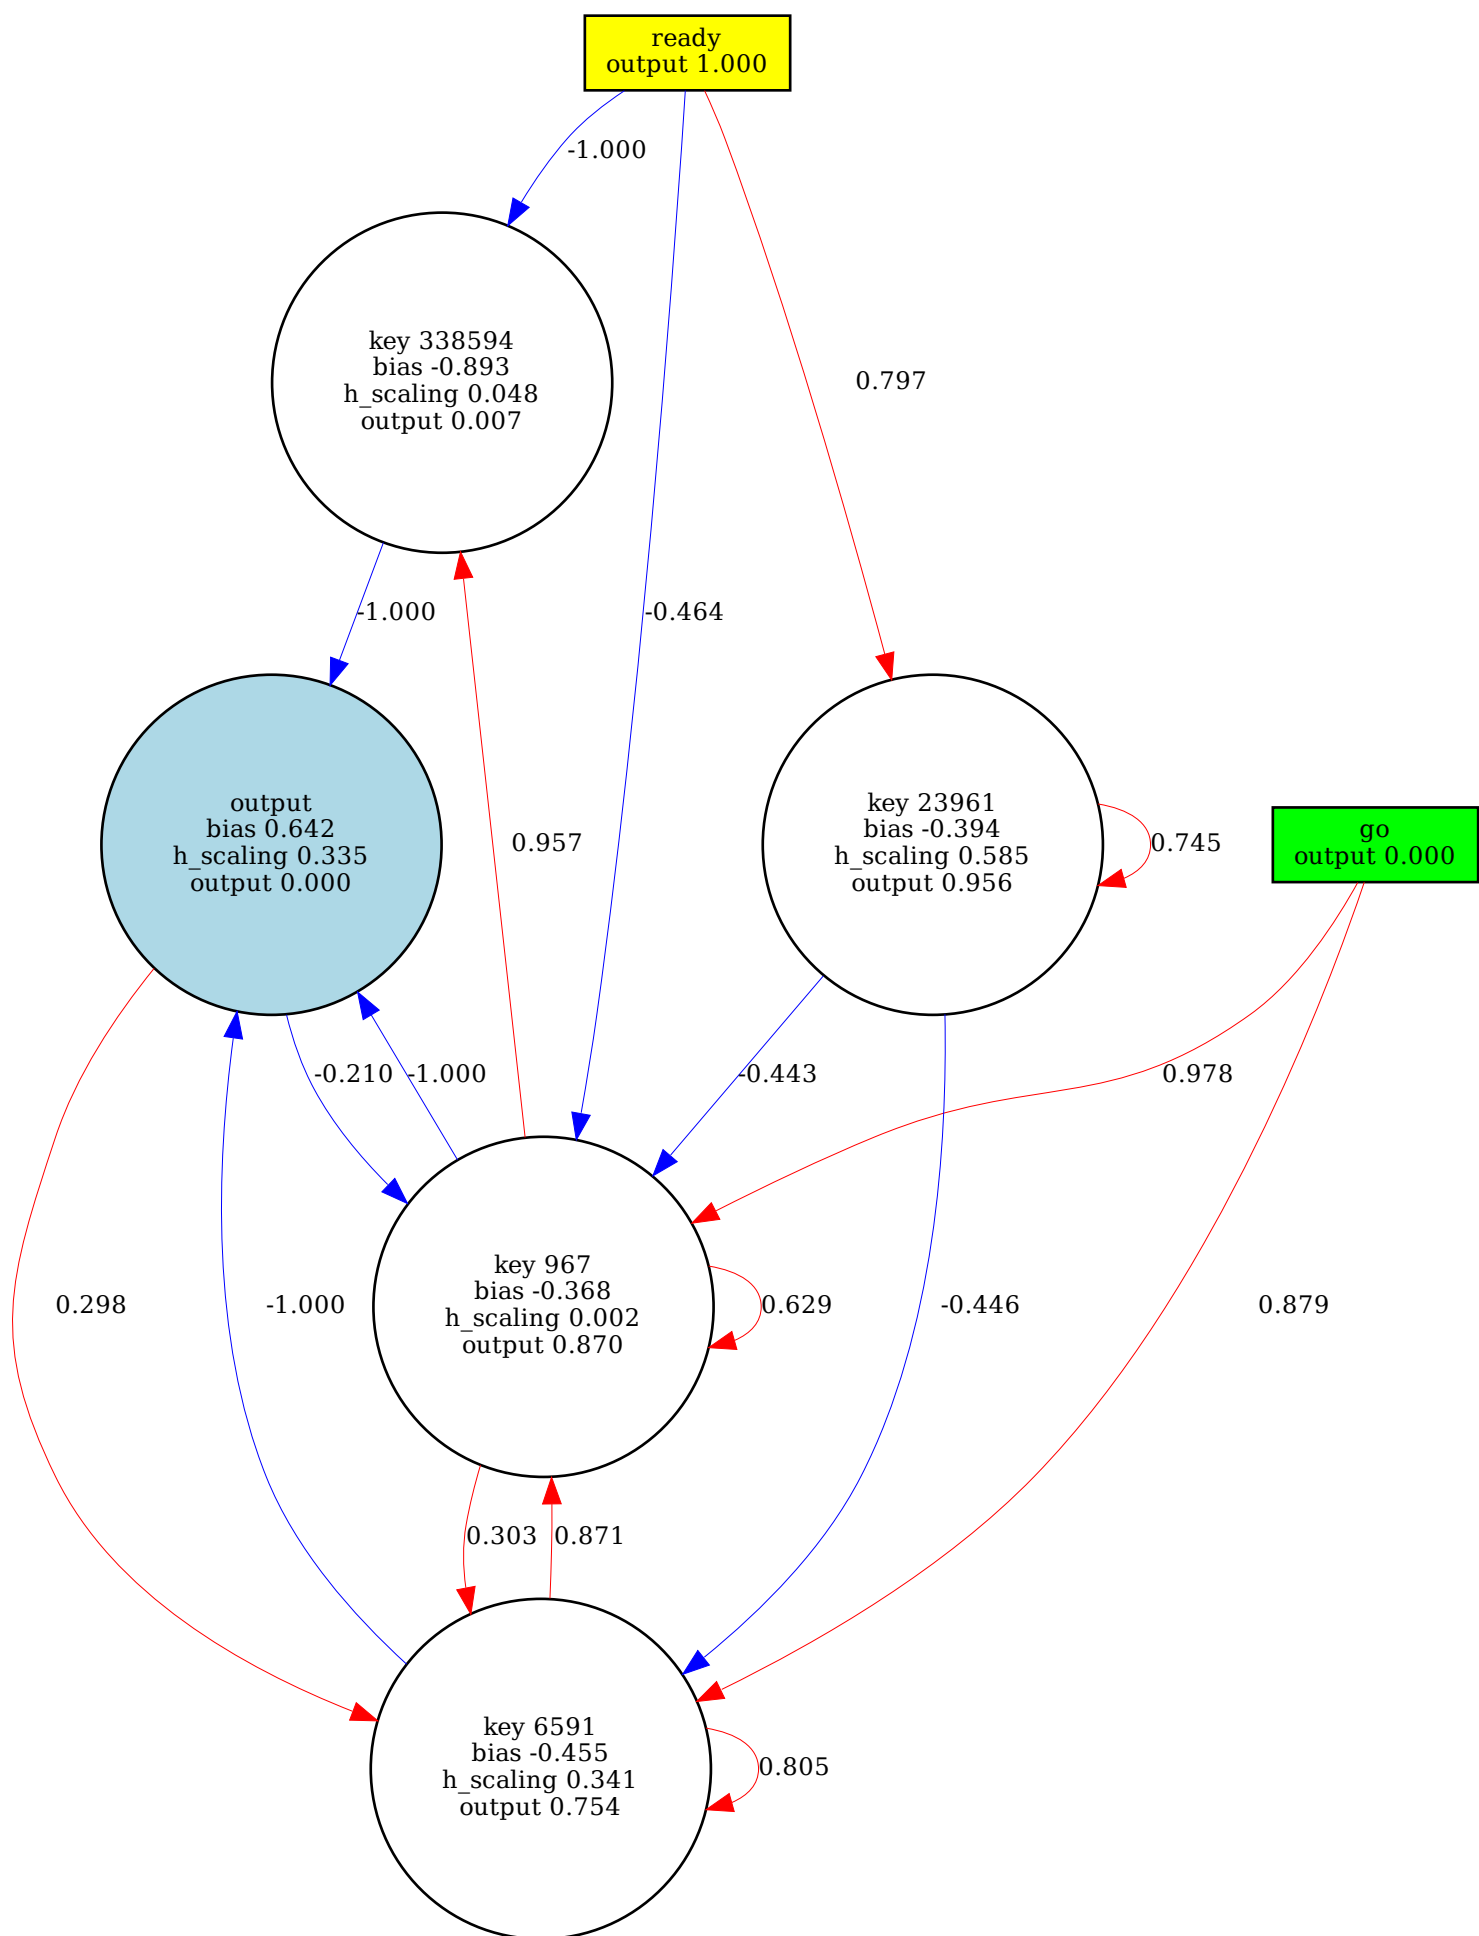 ready
output 1.000
-1.000
key 338594
bias -0.893
h_scaling 0.048
output 0.007
0.797
-1.000
-0.464
output
bias 0.642
h_scaling 0.335
output 0.000
0.957
key 23961
bias -0.394
h_scaling 0.585
output 0.956
0.745
go
output 0.000
-0.210
-1.000
-0.443
0.978
0.298
-1.000
key 967
bias -0.368
h_scaling 0.002
output 0.870
0.629
-0.446
0.879
0.303
0.871
key 6591
bias -0.455
h_scaling 0.341
output 0.754
0.805